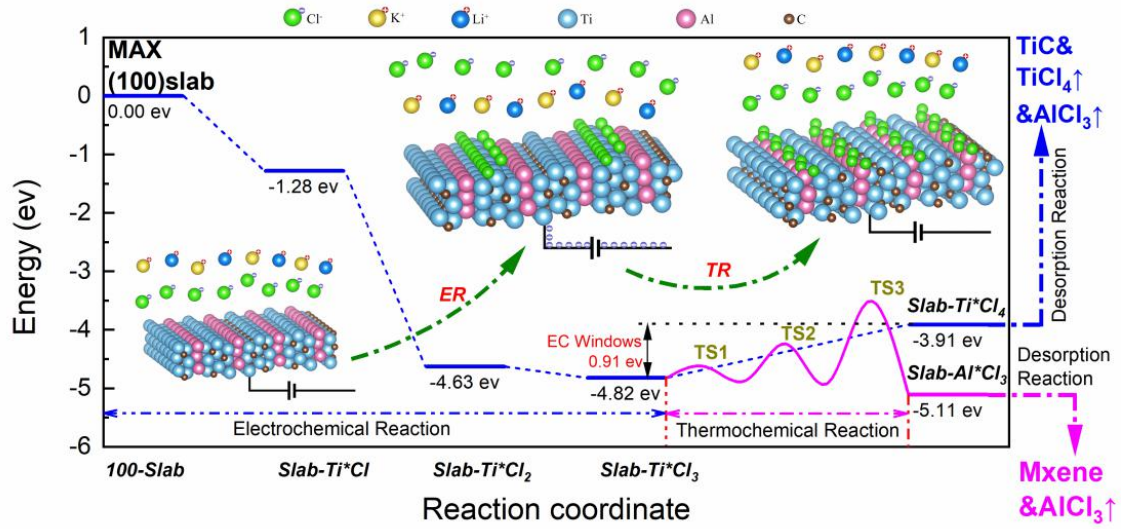 Cl⁻ K⁺ Li⁺ Ti Al C
1
0
-1
-2
-3
-4
-5
-6
Energy (ev)
MAX
(100)slab
0.00 ev
-1.28 ev
-4.63 ev
-4.82 ev
ER
TR
EC Windows
0.91 ev
TS1
TS2
TS3
Slab-Ti*Cl₄
-3.91 ev
Slab-Al*Cl₃
-5.11 ev
Electrochemical Reaction
Thermochemical Reaction
100-Slab
Slab-Ti*Cl
Slab-Ti*Cl₂
Slab-Ti*Cl₃
Reaction coordinate
TiC&
TiCl₄↑
&AlCl₃↑
Desorption Reaction
Desorption
Reaction
Mxene
&AlCl₃↑